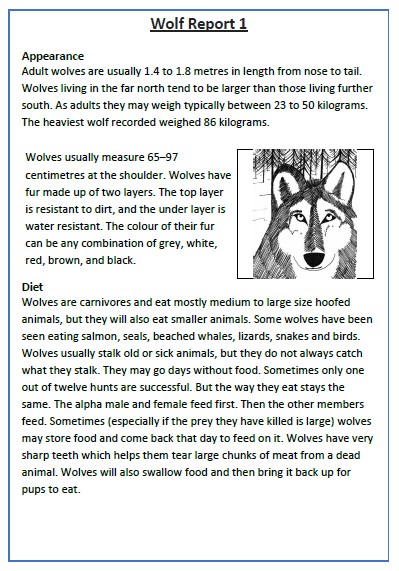 Wolf Report 1
Appearance
Adult wolves are usually 1.4 to 1.8 metres in length from nose to tail.
Wolves living in the far north tend to be larger than those living further
south. As adults they may weigh typically between 23 to 50 kilograms.
The heaviest wolf recorded weighed 86 kilograms.
Wolves usually measure 65–97
centimetres at the shoulder. Wolves have
fur made up of two layers. The top layer
is resistant to dirt, and the under layer is
water resistant. The colour of their fur
can be any combination of grey, white,
red, brown, and black.
Diet
Wolves are carnivores and eat mostly medium to large size hoofed
animals, but they will also eat smaller animals. Some wolves have been
seen eating salmon, seals, beached whales, lizards, snakes and birds.
Wolves usually stalk old or sick animals, but they do not always catch
what they stalk. They may go days without food. Sometimes only one
out of twelve hunts are successful. But the way they eat stays the
same. The alpha male and female feed first. Then the other members
feed. Sometimes (especially if the prey they have killed is large) wolves
may store food and come back that day to feed on it. Wolves have very
sharp teeth which helps them tear large chunks of meat from a dead
animal. Wolves will also swallow food and then bring it back up for
pups to eat.